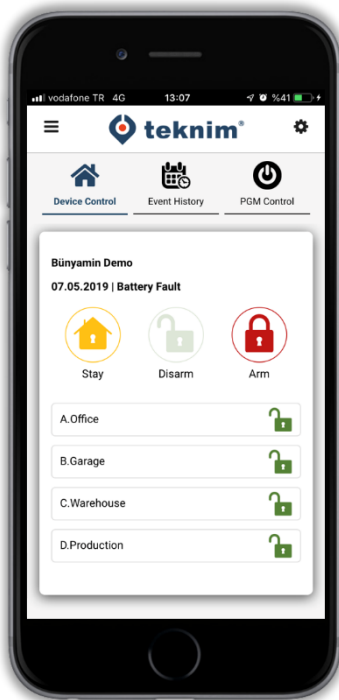 vodafone TR 4G 13:07 %41
teknim®
Device Control Event History PGM Control
Bünyamin Demo
07.05.2019 | Battery Fault
Stay Disarm Arm
A.Office
B.Garage
C.Warehouse
D.Production